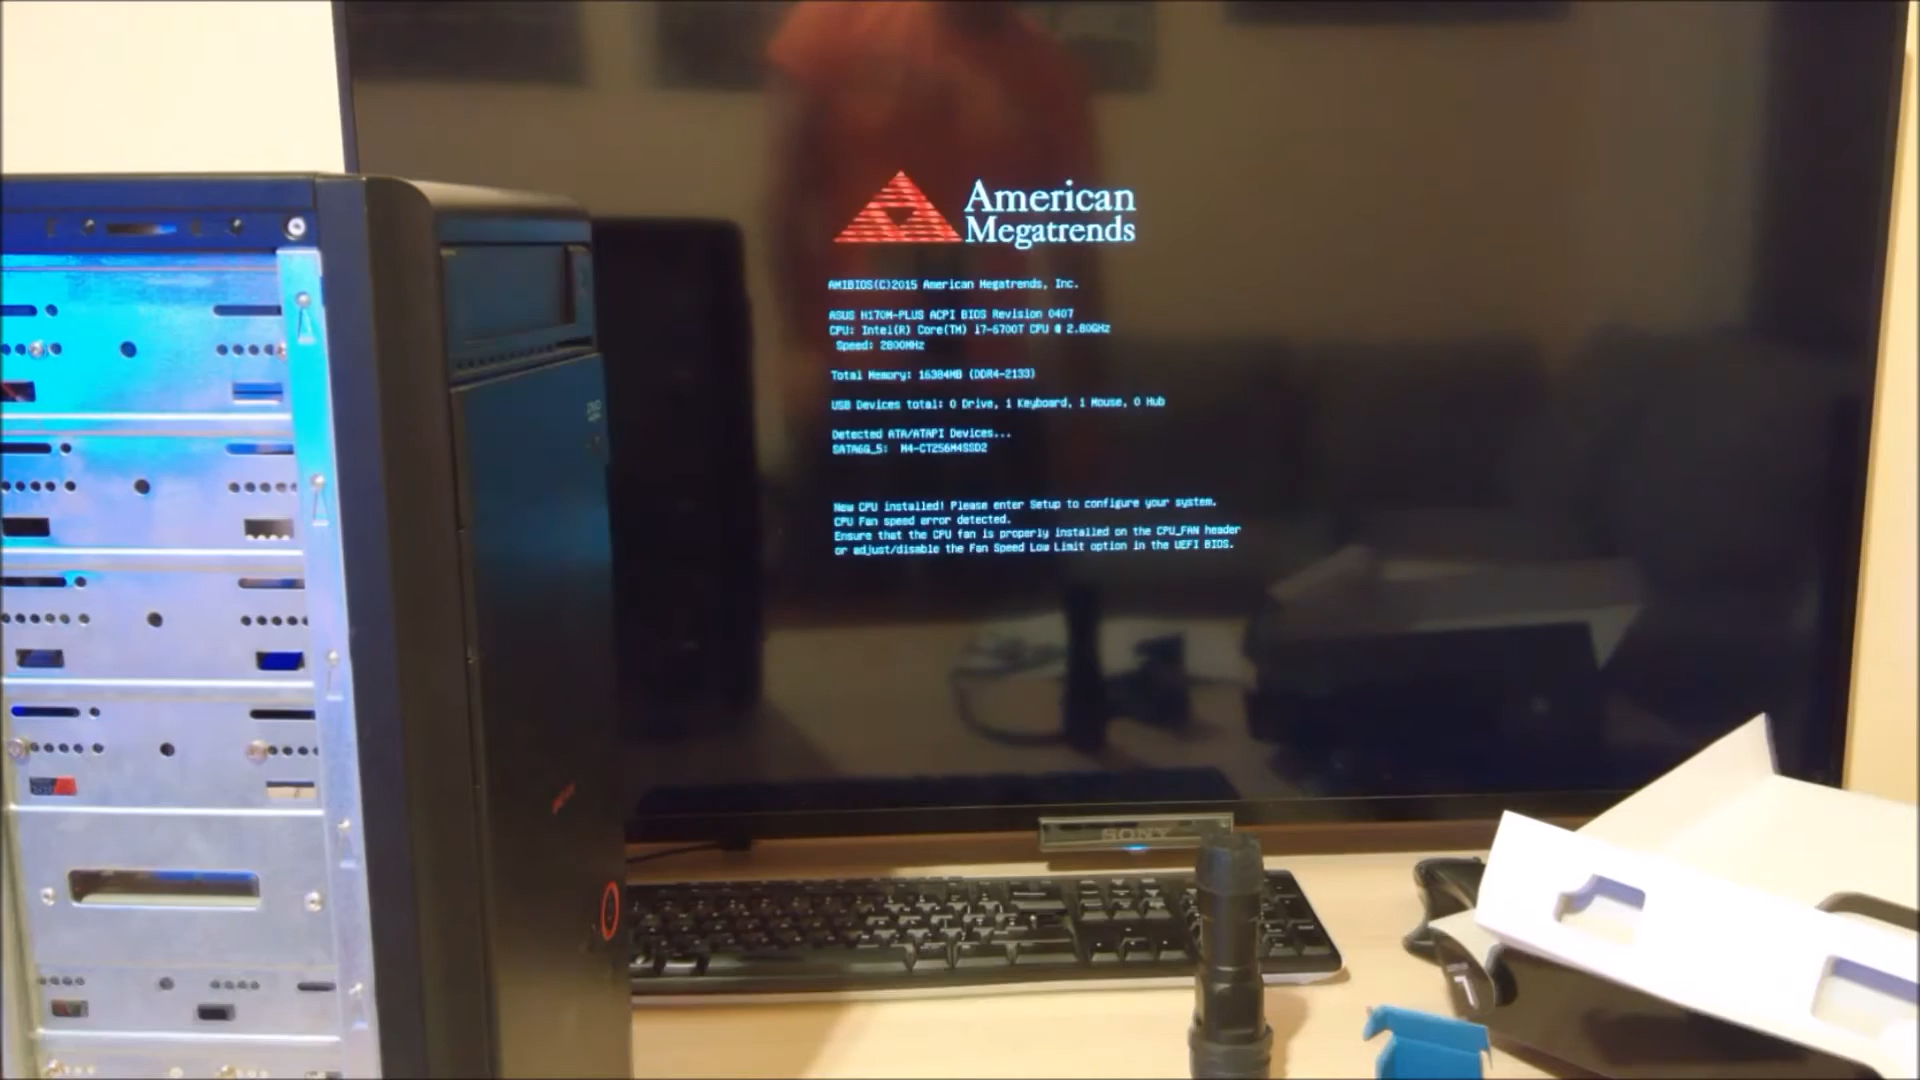 American
Megatrends
AMIBIOS(C)2015 American Megatrends, Inc.
ASUS H170M-PLUS ACPI BIOS Revision 0407
CPU: Intel(R) Core(TM) i7-6700T CPU @ 2.80GHz
Speed: 2800MHz
Total Memory: 16384MB (DDR4-2133)
USB Devices total: 0 Drive, 1 Keyboard, 1 Mouse, 0 Hub
Detected ATA/ATAPI Devices...
SATA6G_5: M4-CT256M4SSD2
New CPU installed! Please enter Setup to configure your system.
CPU Fan speed error detected.
Ensure that the CPU fan is properly installed on the CPU_FAN header
or adjust/disable the Fan Speed Low Limit option in the UEFI BIOS.
SONY